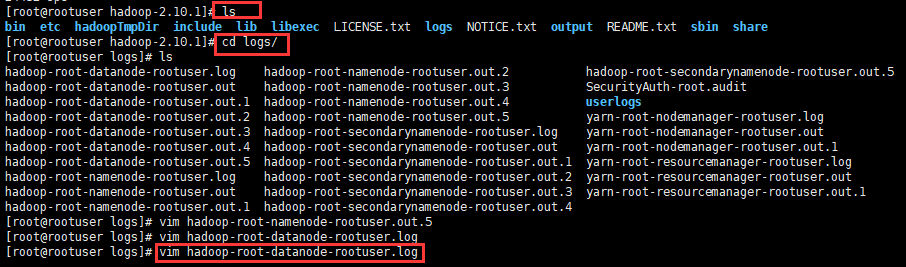 [root@rootuser hadoop-2.10.1]# ls
bin etc hadoopTmpDir include lib libexec LICENSE.txt logs NOTICE.txt output README.txt sbin share
[root@rootuser hadoop-2.10.1]# cd logs/
[root@rootuser logs]# ls
hadoop-root-datanode-rootuser.log hadoop-root-namenode-rootuser.out.2 hadoop-root-secondarynamenode-rootuser.out.5
hadoop-root-datanode-rootuser.out hadoop-root-namenode-rootuser.out.3 SecurityAuth-root.audit
hadoop-root-datanode-rootuser.out.1 hadoop-root-namenode-rootuser.out.4 userlogs
hadoop-root-datanode-rootuser.out.2 hadoop-root-namenode-rootuser.out.5 yarn-root-nodemanager-rootuser.log
hadoop-root-datanode-rootuser.out.3 hadoop-root-secondarynamenode-rootuser.log yarn-root-nodemanager-rootuser.out
hadoop-root-datanode-rootuser.out.4 hadoop-root-secondarynamenode-rootuser.out yarn-root-nodemanager-rootuser.out.1
hadoop-root-datanode-rootuser.out.5 hadoop-root-secondarynamenode-rootuser.out.1 yarn-root-resourcemanager-rootuser.log
hadoop-root-namenode-rootuser.log hadoop-root-secondarynamenode-rootuser.out.2 yarn-root-resourcemanager-rootuser.out
hadoop-root-namenode-rootuser.out hadoop-root-secondarynamenode-rootuser.out.3 yarn-root-resourcemanager-rootuser.out.1
hadoop-root-namenode-rootuser.out.1 hadoop-root-secondarynamenode-rootuser.out.4
[root@rootuser logs]# vim hadoop-root-namenode-rootuser.out.5
[root@rootuser logs]# vim hadoop-root-datanode-rootuser.log
[root@rootuser logs]# vim hadoop-root-datanode-rootuser.log